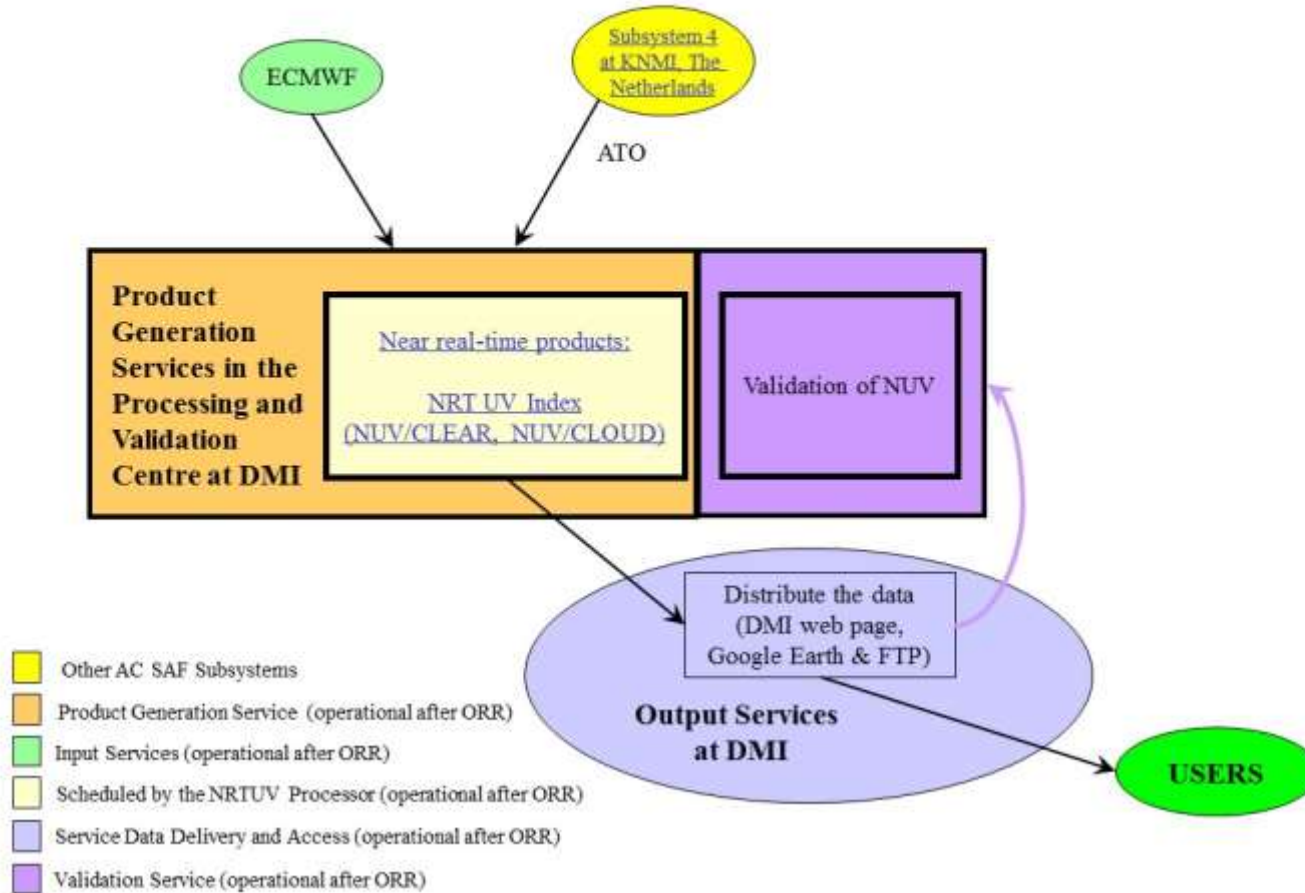 ECMWF
Subsystem 4
at KNMI, The
Netherlands
ATO
Product
Generation
Services in the
Processing and
Validation
Centre at DMI
Near real-time products:
NRT UV Index
(NUV/CLEAR, NUV/CLOUD)
Validation of NUV
Distribute the data
(DMI web page,
Google Earth & FTP)
Output Services
at DMI
USERS
Other AC SAF Subsystems
Product Generation Service (operational after ORR)
Input Services (operational after ORR)
Scheduled by the NRTUV Processor (operational after ORR)
Service Data Delivery and Access (operational after ORR)
Validation Service (operational after ORR)